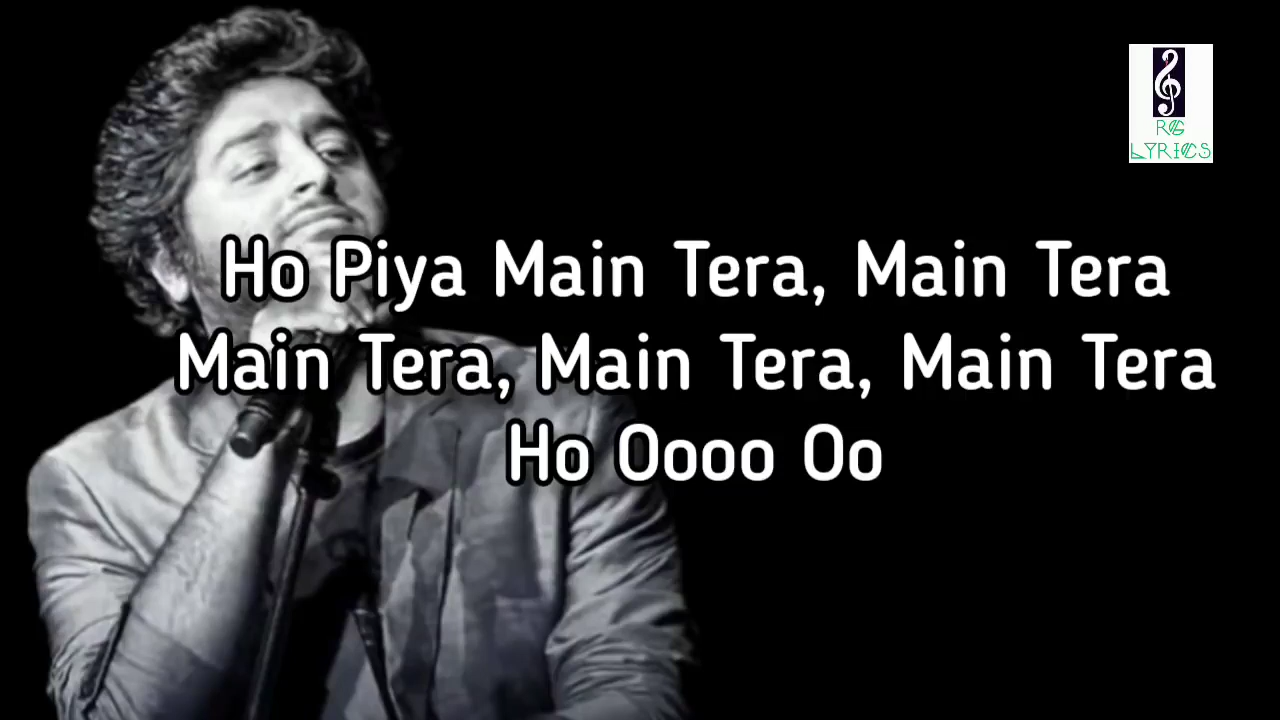 RG
LYRICS
Ho Piya Main Tera, Main Tera
Main Tera, Main Tera, Main Tera
Ho Oooo Oo